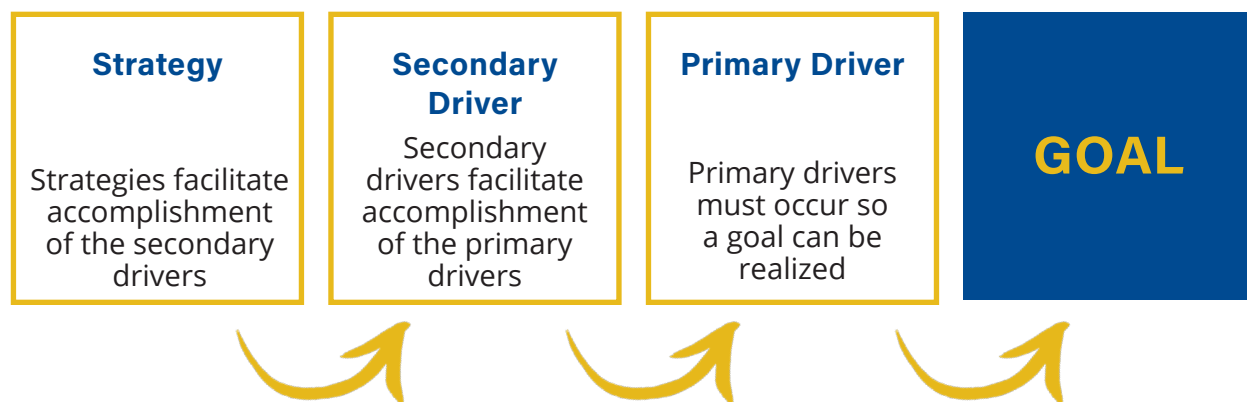 Strategy
Strategies facilitate
accomplishment
of the secondary
drivers
Secondary
Driver
Secondary
drivers facilitate
accomplishment
of the primary
drivers
Primary Driver
Primary drivers
must occur so
a goal can be
realized
GOAL